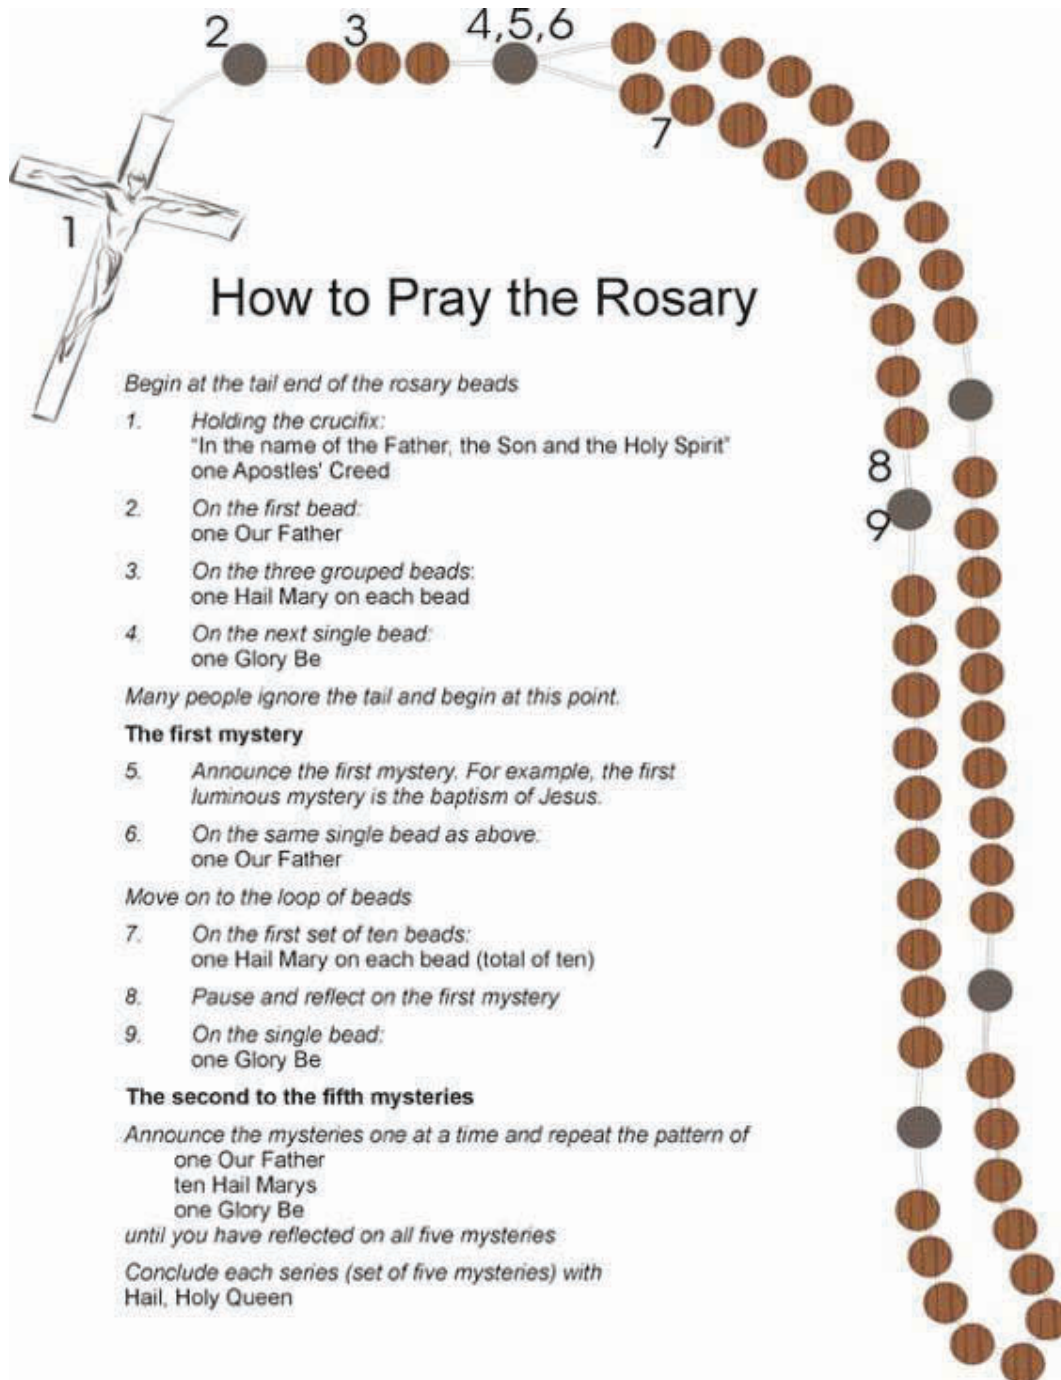 2
3
4,5,6
7
1
How to Pray the Rosary
Begin at the tail end of the rosary beads
1. Holding the crucifix:
“In the name of the Father, the Son and the Holy Spirit”
one Apostles' Creed
8
2. On the first bead:
one Our Father
9
3. On the three grouped beads:
one Hail Mary on each bead
4. On the next single bead:
one Glory Be
Many people ignore the tail and begin at this point.
The first mystery
5. Announce the first mystery. For example, the first
luminous mystery is the baptism of Jesus.
6. On the same single bead as above:
one Our Father
Move on to the loop of beads
7. On the first set of ten beads:
one Hail Mary on each bead (total of ten)
8. Pause and reflect on the first mystery
9. On the single bead:
one Glory Be
The second to the fifth mysteries
Announce the mysteries one at a time and repeat the pattern of
one Our Father
ten Hail Marys
one Glory Be
until you have reflected on all five mysteries
Conclude each series (set of five mysteries) with
Hail, Holy Queen